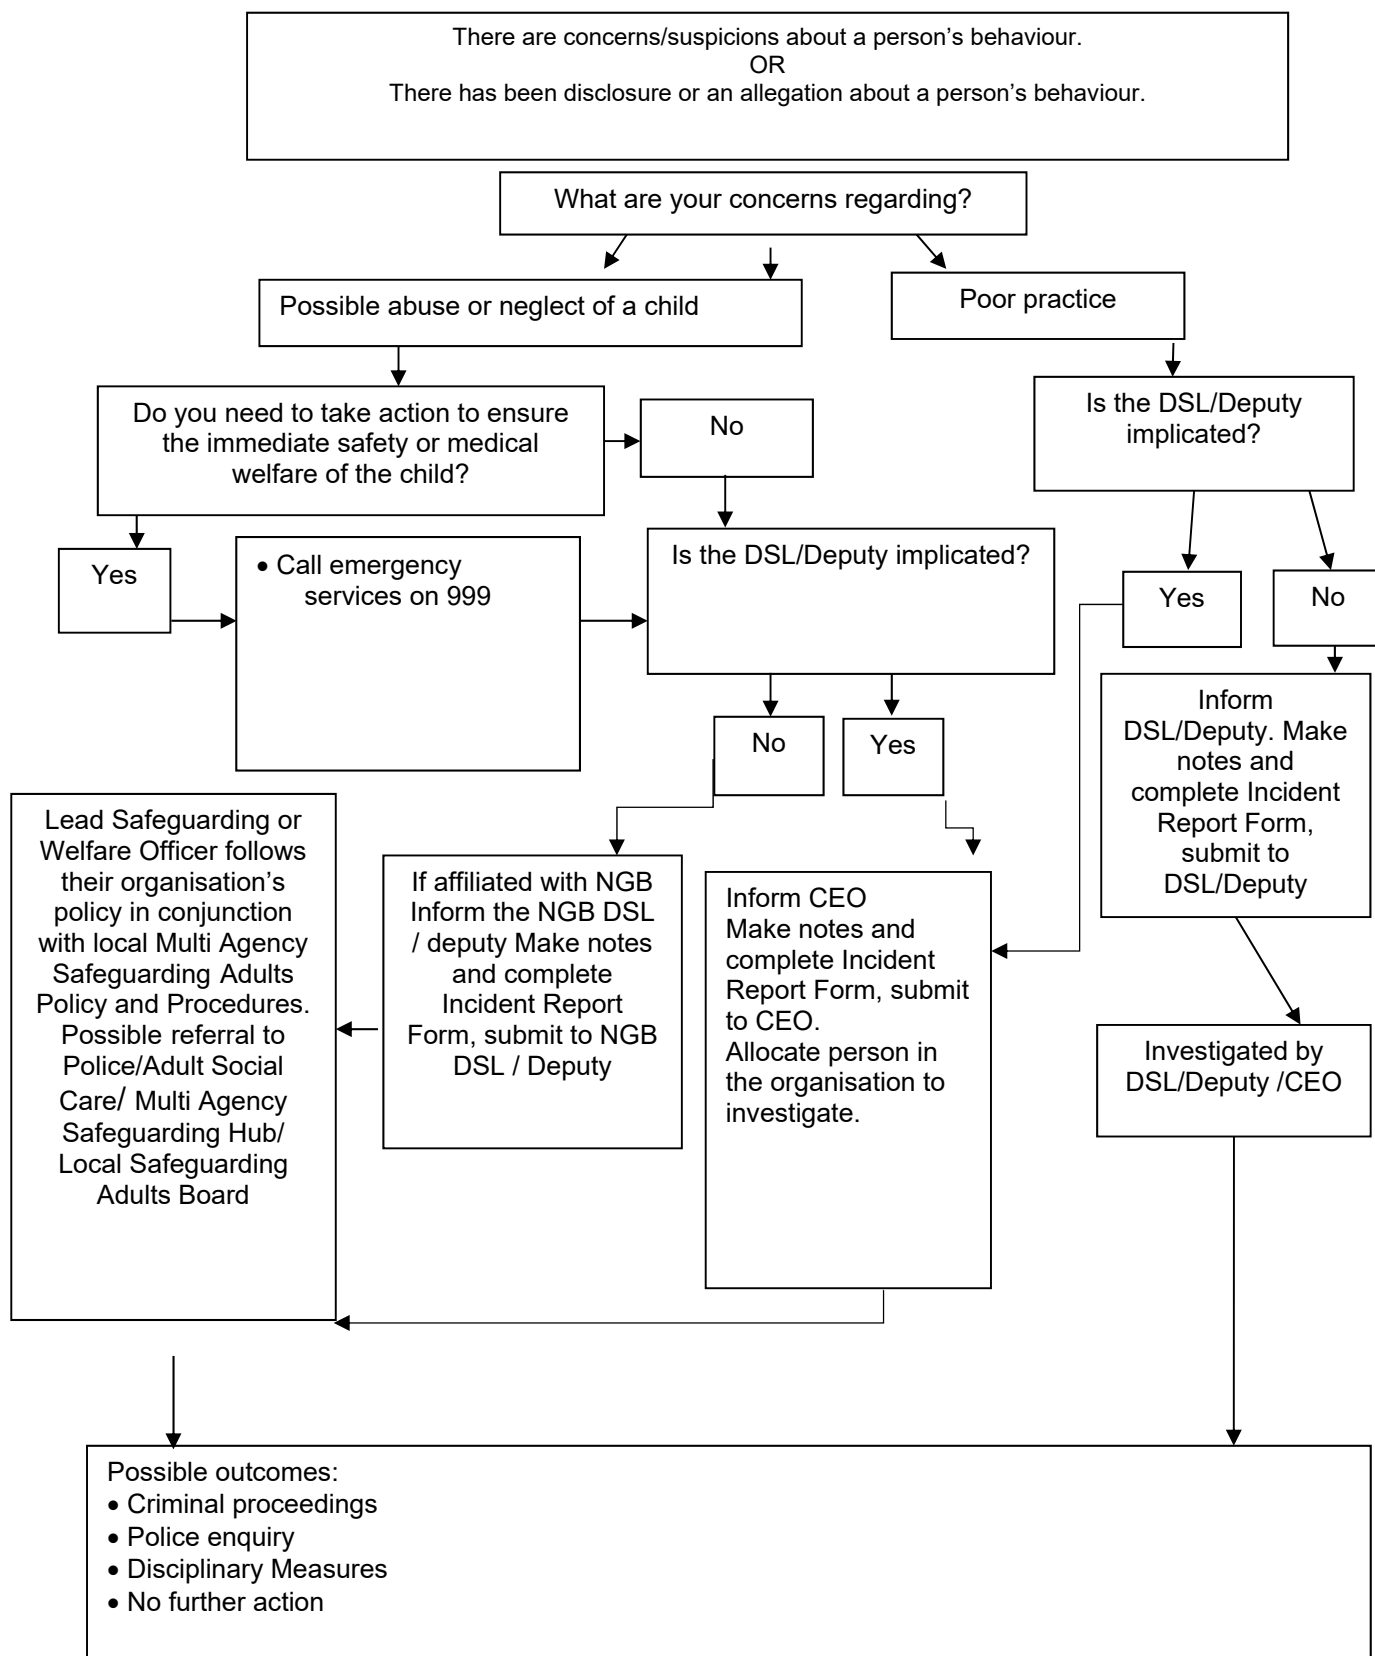 There are concerns/suspicions about a person’s behaviour.
OR
There has been disclosure or an allegation about a person’s behaviour.
What are your concerns regarding?
Possible abuse or neglect of a child
Poor practice
Do you need to take action to ensure
the immediate safety or medical
welfare of the child?
No
Is the DSL/Deputy
implicated?
Yes
• Call emergency
services on 999
Is the DSL/Deputy implicated?
Yes
No
No
Yes
Inform
DSL/Deputy. Make
notes and
complete Incident
Report Form,
submit to
DSL/Deputy
Lead Safeguarding or
Welfare Officer follows
their organisation’s
policy in conjunction
with local Multi Agency
Safeguarding Adults
Policy and Procedures.
Possible referral to
Police/Adult Social
Care/ Multi Agency
Safeguarding Hub/
Local Safeguarding
Adults Board
If affiliated with NGB
Inform the NGB DSL
/ deputy Make notes
and complete
Incident Report
Form, submit to NGB
DSL / Deputy
Inform CEO
Make notes and
complete Incident
Report Form, submit
to CEO.
Allocate person in
the organisation to
investigate.
Investigated by
DSL/Deputy /CEO
Possible outcomes:
• Criminal proceedings
• Police enquiry
• Disciplinary Measures
• No further action